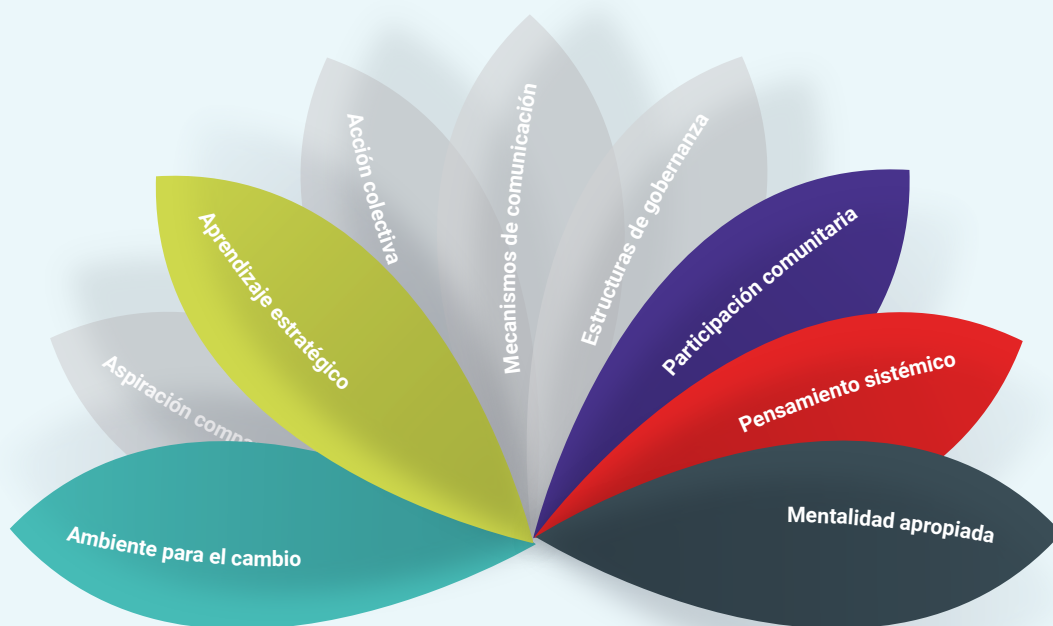 Ambiente para el cambio
Aspiración
Aprendizaje estratégico
Acción colectiva
Mecanismos de comunicación
Estructuras de gobernanza
Participación comunitaria
Pensamiento sistémico
Mentalidad apropiada